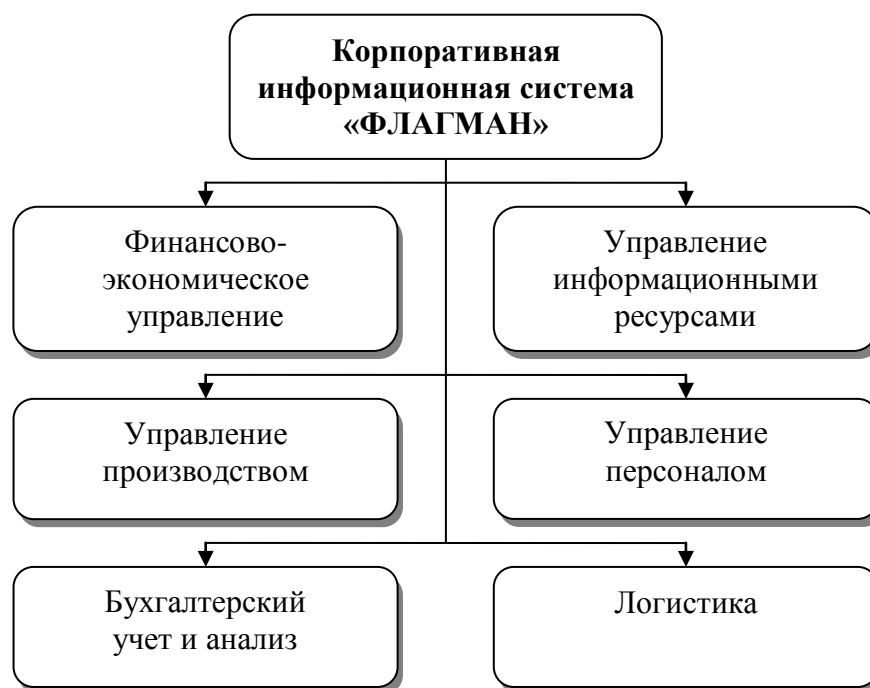 Корпоративная
информационная система
«ФЛАГМАН»
Финансово-
экономическое
управление
Управление
информационными
ресурсами
Управление
производством
Управление
персоналом
Бухгалтерский
учет и анализ
Логистика